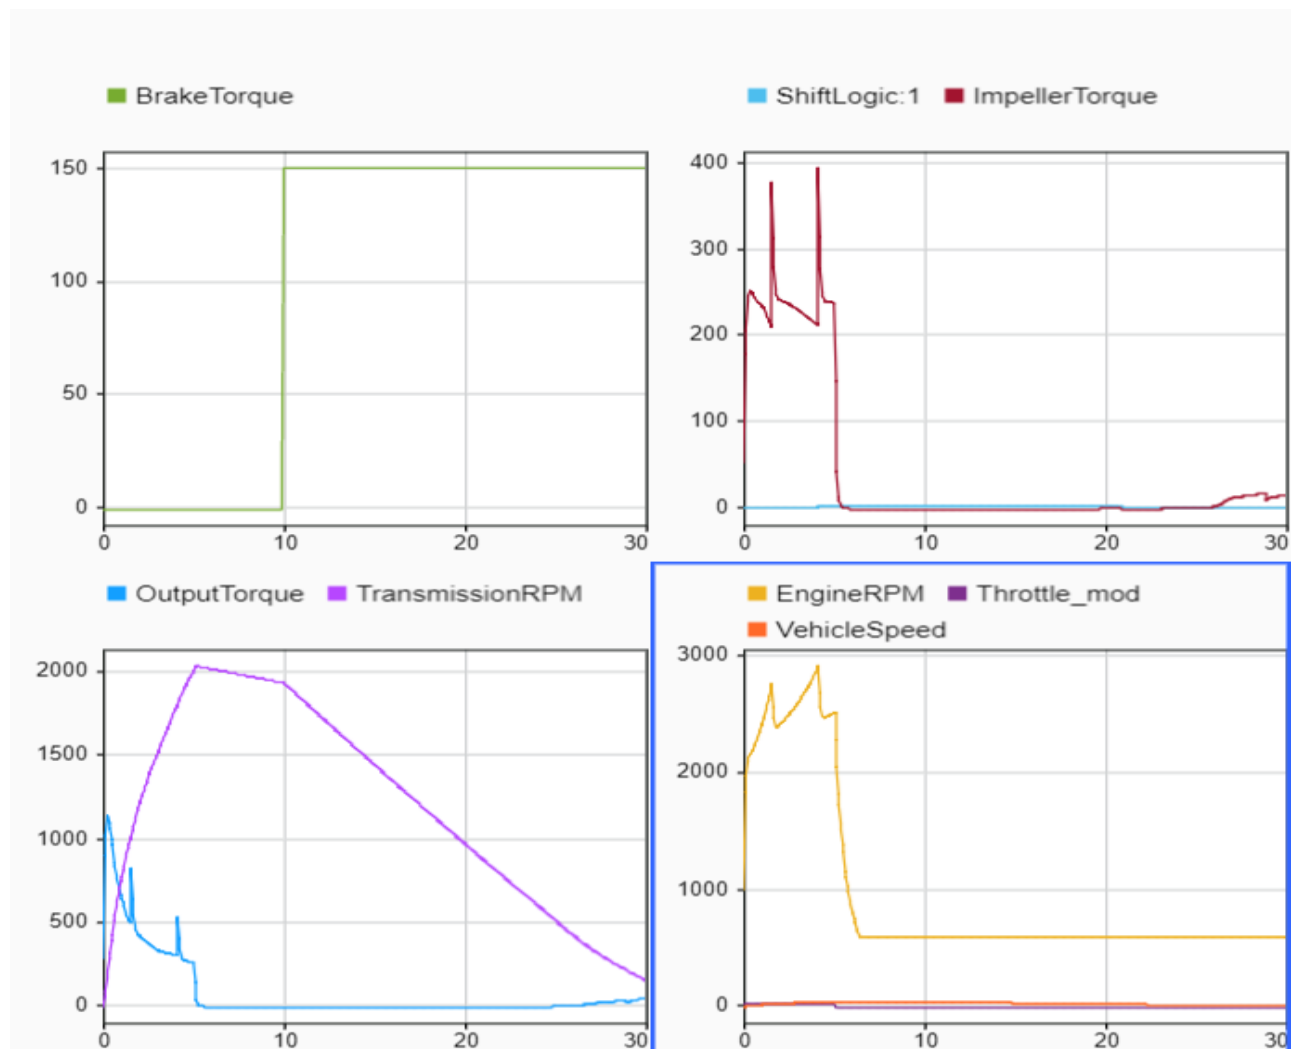 BrakeTorque
150
100
50
0
0 10 20 30
ShiftLogic:1 ImpellerTorque
400
300
200
100
0
0 10 20 30
OutputTorque TransmissionRPM
2000
1500
1000
500
0
0 10 20 30
EngineRPM Throttle_mod
VehicleSpeed
3000
2000
1000
0
0 10 20 30